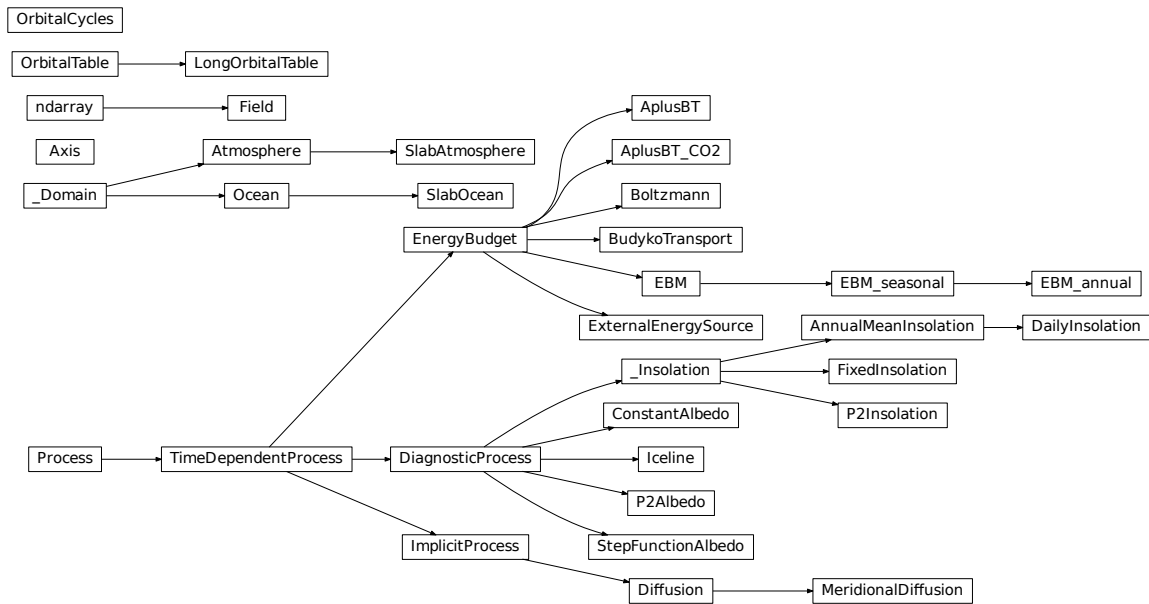 OrbitalCycles
OrbitalTable
LongOrbitalTable
ndarray
Field
AplusBT
Axis
Atmosphere
SlabAtmosphere
AplusBT_CO2
_Domain
Ocean
SlabOcean
Boltzmann
EnergyBudget
BudykoTransport
EBM
EBM_seasonal
EBM_annual
ExternalEnergySource
AnnualMeanInsolation
DailyInsolation
_Insolation
FixedInsolation
ConstantAlbedo
P2Insolation
Process
TimeDependentProcess
DiagnosticProcess
Iceline
P2Albedo
ImplicitProcess
StepFunctionAlbedo
Diffusion
MeridionalDiffusion